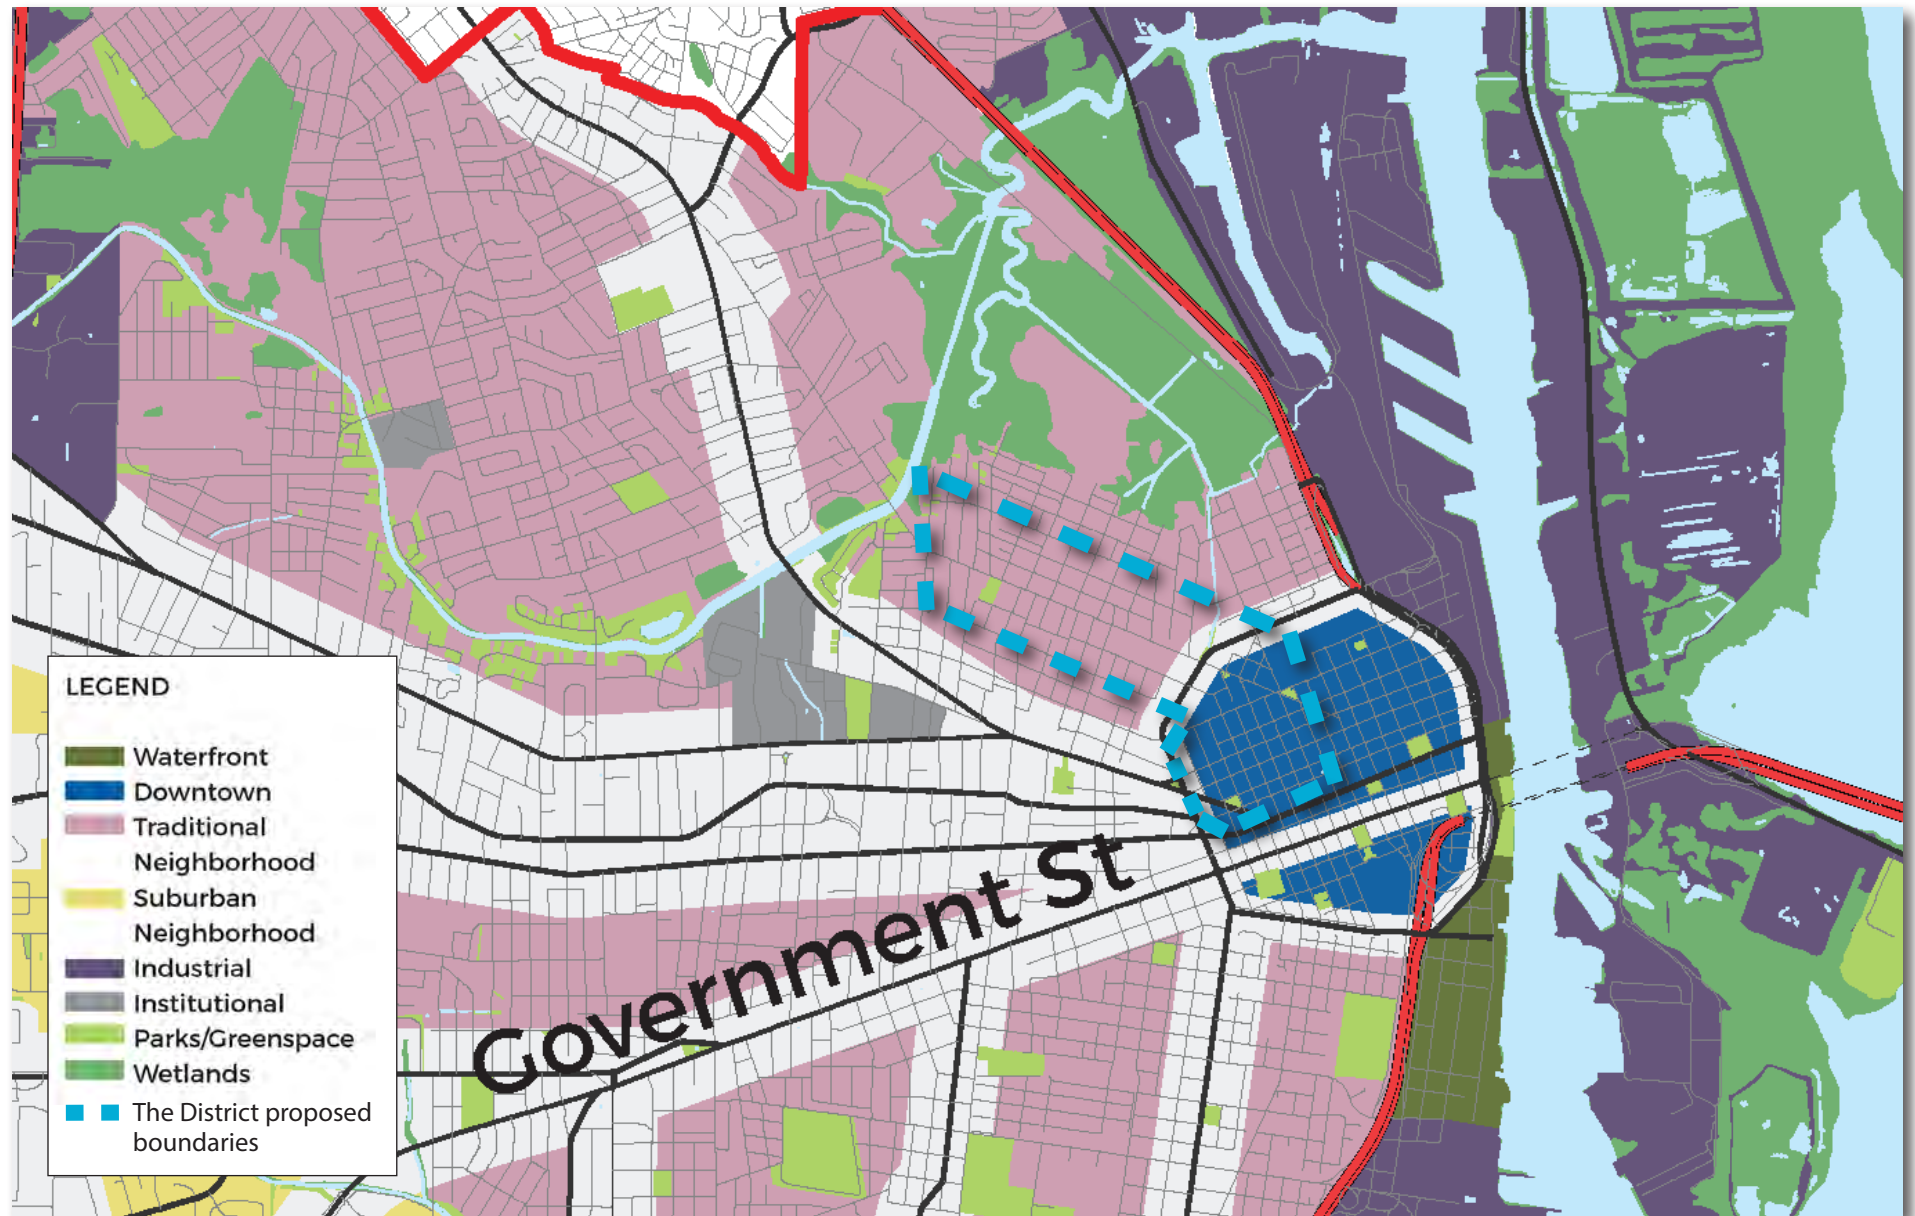 Government St
LEGEND
Waterfront
Downtown
Traditional
Neighborhood
Suburban
Neighborhood
Industrial
Institutional
Parks/Greenspace
Wetlands
The District proposed
boundaries